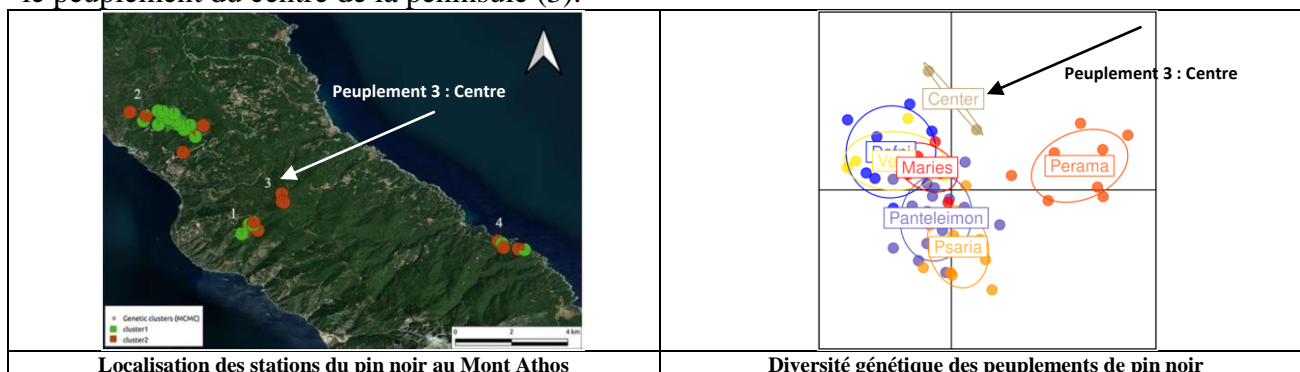 le peuplement du centre de la péninsule (3).
Peuplement 3 : Centre
2
3
1
4
Genetic clusters (MCMC)
cluster1
cluster2
0 2 4 km
Localisation des stations du pin noir au Mont Athos
Peuplement 3 : Centre
Center
Maries
Perama
Panteleimon
Psaria
Diversité génétique des peuplements de pin noir